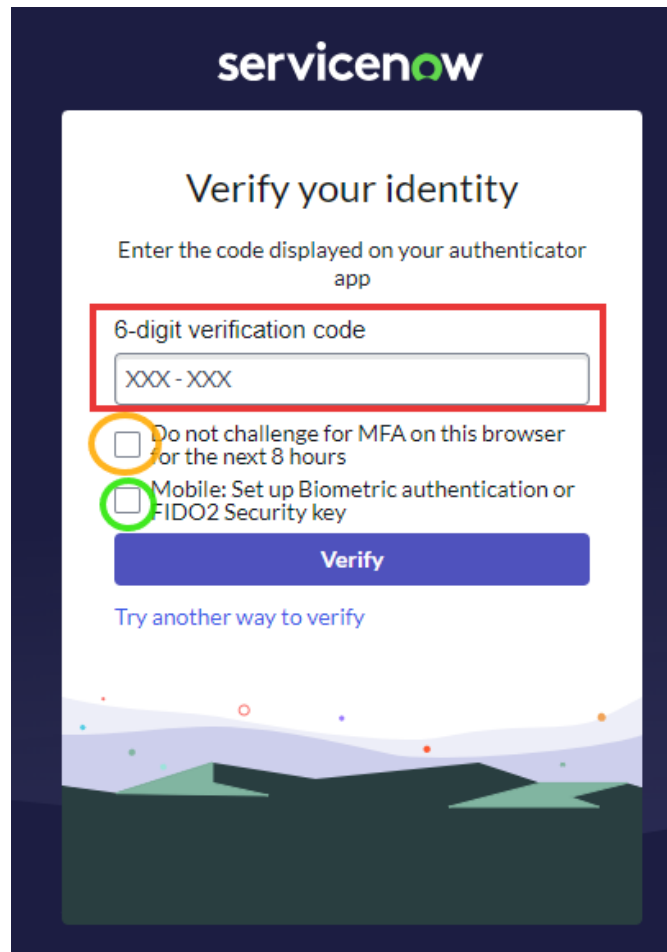 servicenow
Verify your identity
Enter the code displayed on your authenticator
app
6-digit verification code
XXX - XXX
Do not challenge for MFA on this browser
for the next 8 hours
Mobile: Set up Biometric authentication or
FIDO2 Security key
Verify
Try another way to verify